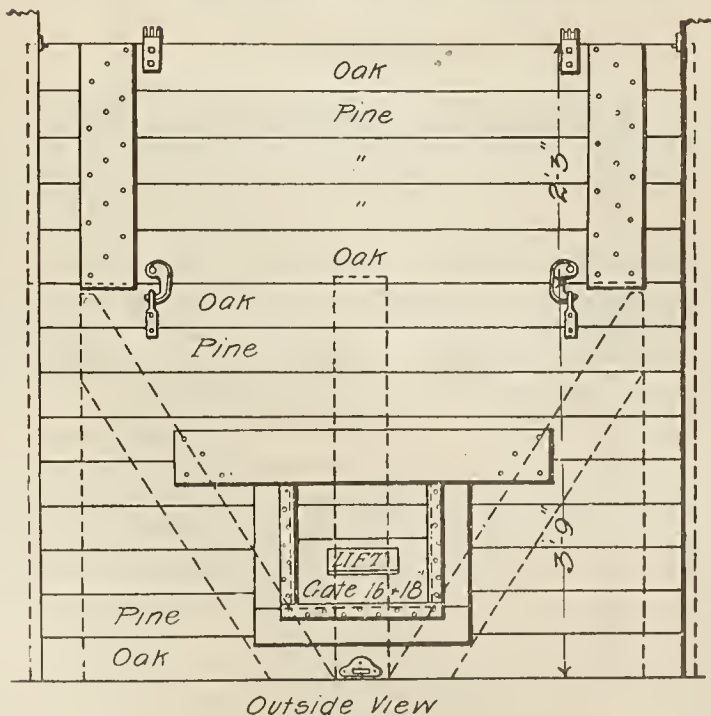 Oak
Pine
"
"
2'3"
Oak
Oak
Pine
LIFT
Gate 16 × 18"
3'9"
Pine
Oak
Outside View